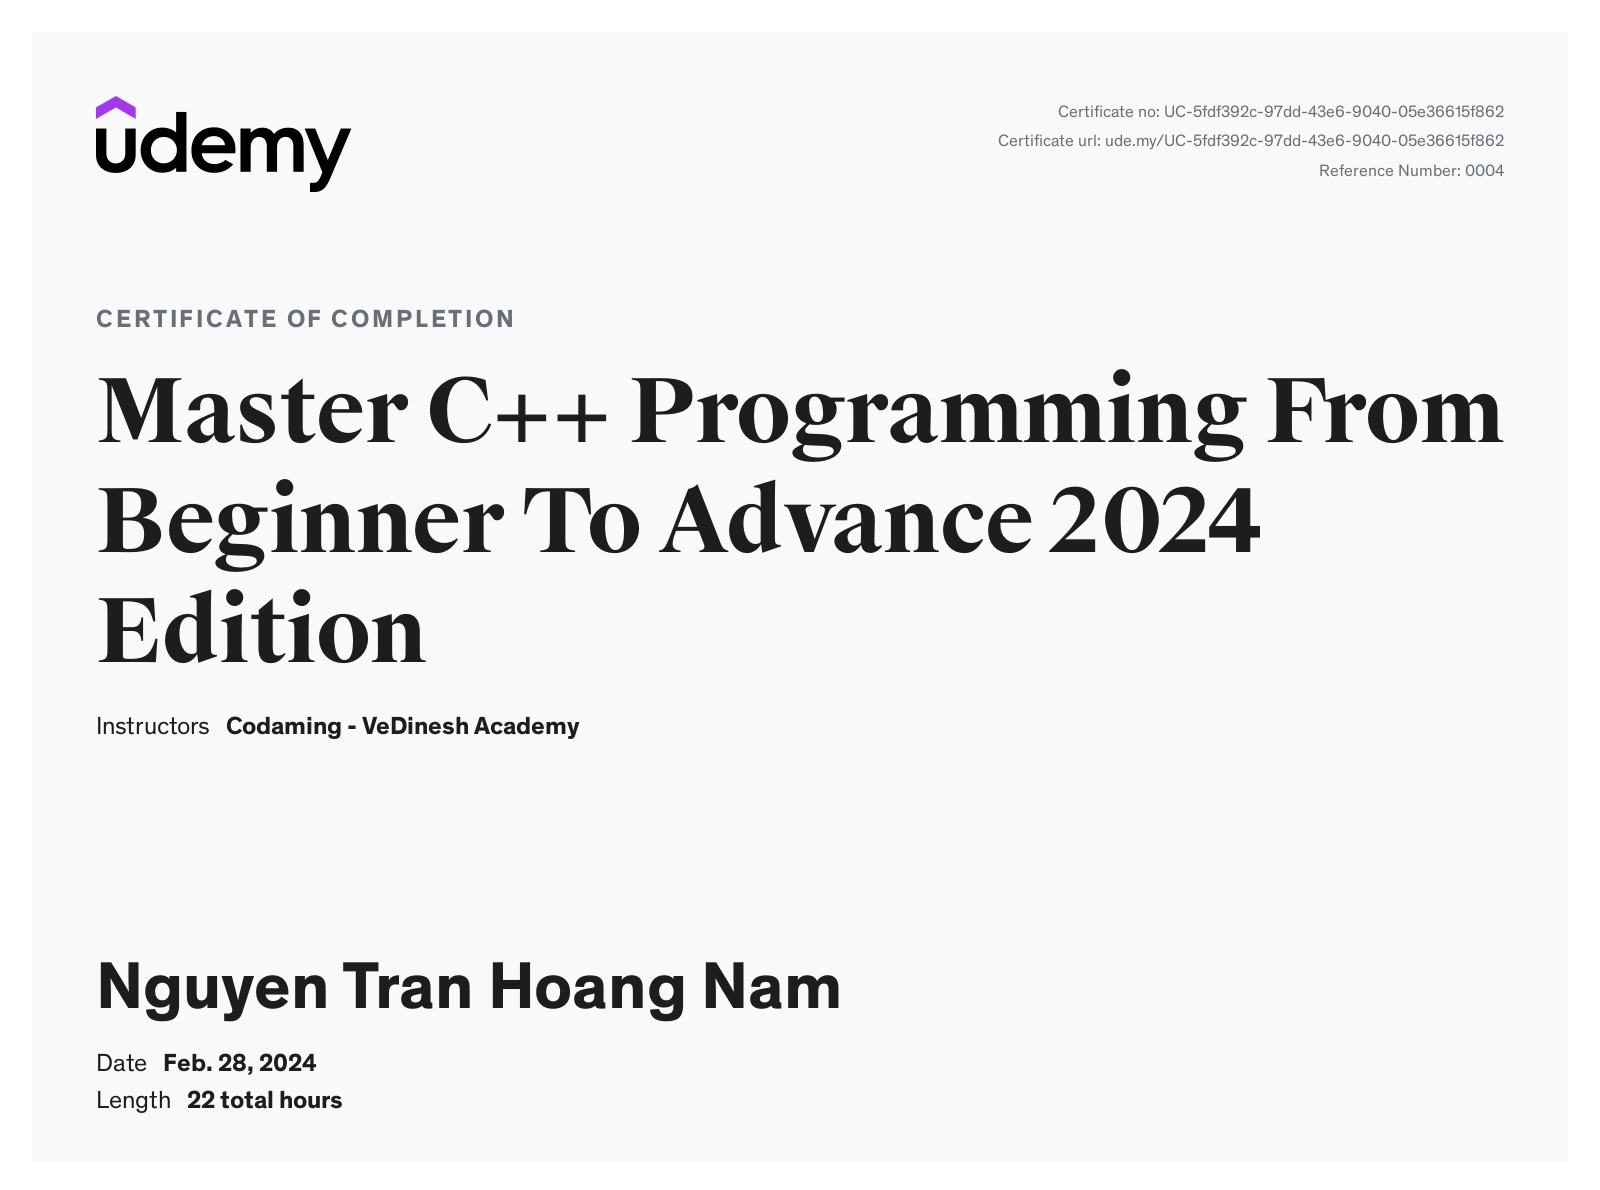 udemy
Certificate no: UC-5fdf392c-97dd-43e6-9040-05e36615f862
Certificate url: ude.my/UC-5fdf392c-97dd-43e6-9040-05e36615f862
Reference Number: 0004
CERTIFICATE OF COMPLETION
Master C++ Programming From
Beginner To Advance 2024
Edition
Instructors Codaming - VeDinesh Academy
Nguyen Tran Hoang Nam
Date Feb. 28, 2024
Length 22 total hours